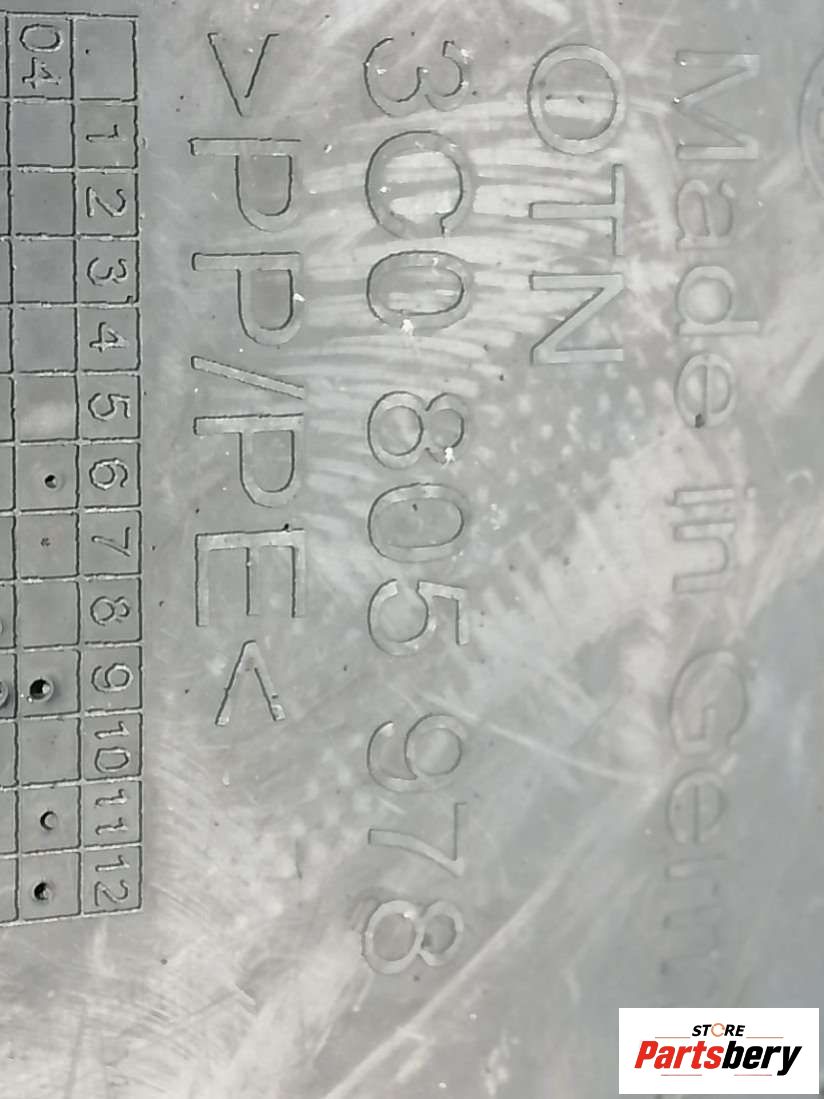 Made in Germ
OTN
3C0 805 978
>PP/PE<
1 2 3 4 5 6 7 8 9 10 11 12
04
STORE
Partsbery